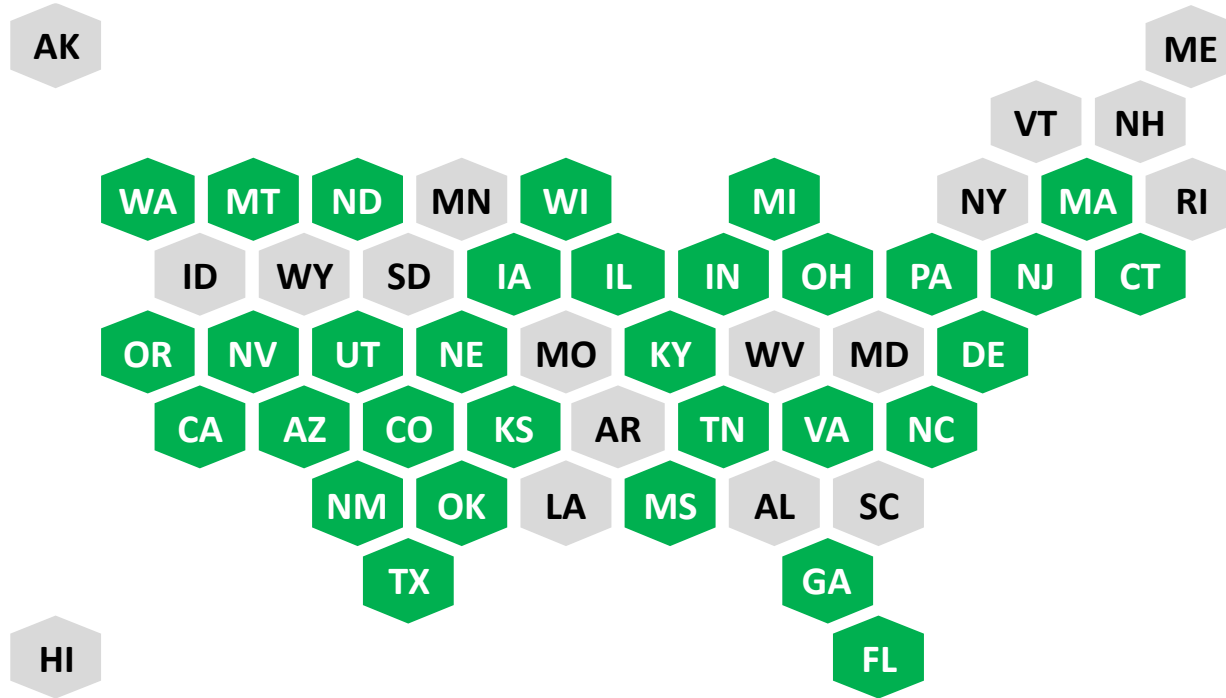 AK ME
VT NH
WA MT ND MN WI MI NY MA RI
ID WY SD IA IL IN OH PA NJ CT
OR NV UT NE MO KY WV MD DE
CA AZ CO KS AR TN VA NC
NM OK LA MS AL SC
TX GA
HI FL